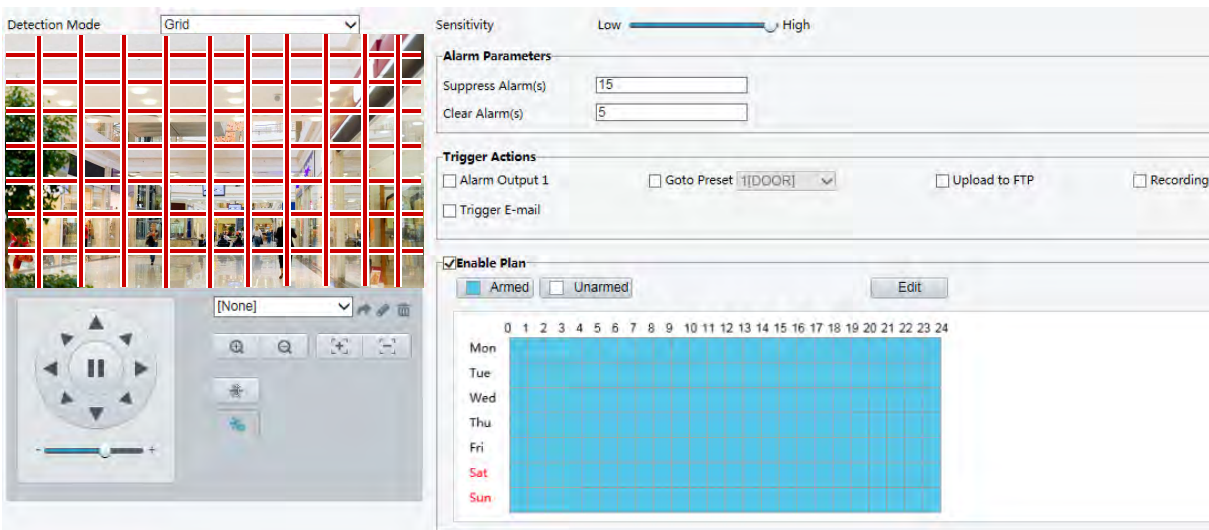 Detection Mode Grid
Sensitivity Low High
Alarm Parameters
Suppress Alarm(s) 15
Clear Alarm(s) 5
Trigger Actions
Alarm Output 1 Goto Preset 1[DOOR] Upload to FTP Recording
Trigger E-mail
Enable Plan
Armed Unarmed Edit
[None]
0 1 2 3 4 5 6 7 8 9 10 11 12 13 14 15 16 17 18 19 20 21 22 23 24
Mon
Tue
Wed
Thu
Fri
Sat
Sun
- +